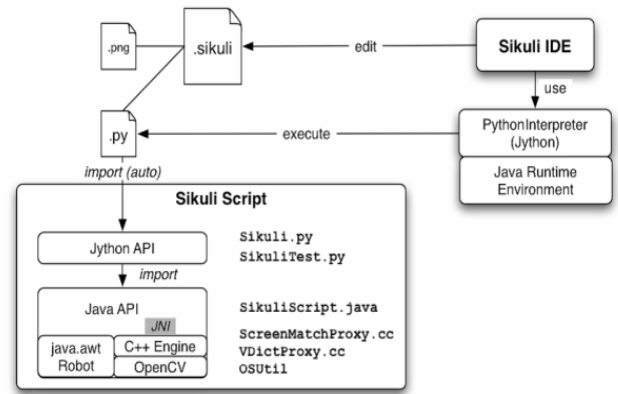 .png
.sikuli
edit
Sikuli IDE
use
.py
execute
PythonInterpreter
(Jython)
Java Runtime
Environment
import (auto)
Sikuli Script
Jython API
Sikuli.py
SikuliTest.py
import
Java API
SikuliScript.java
JNI
java.awt
Robot
C++ Engine
OpenCV
ScreenMatchProxy.cc
VDictProxy.cc
OSUtil